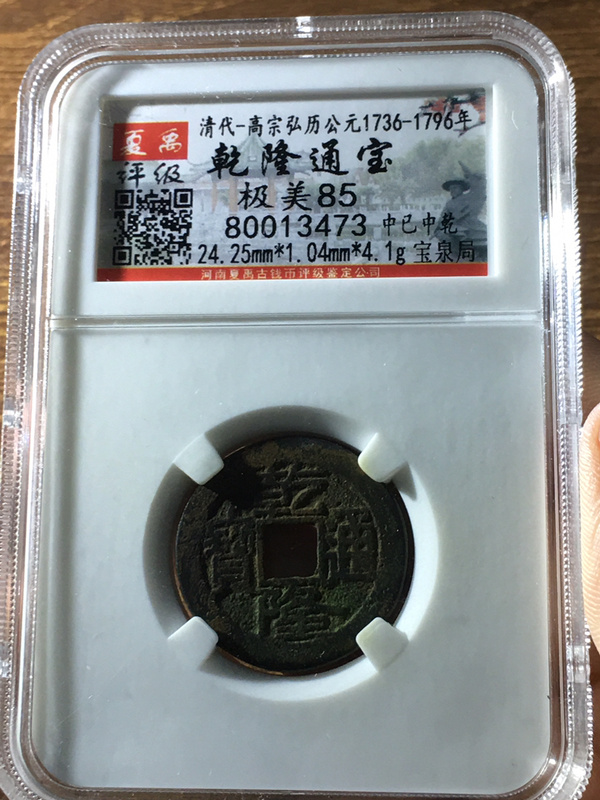 夏禹
评级
清代-高宗弘历公元1736-1796年
乾隆通宝
极美85
80013473 中已中乾
24.25mm*1.04mm*4.1g 宝泉局
河南夏禹古钱币评级鉴定公司
乾隆通寶